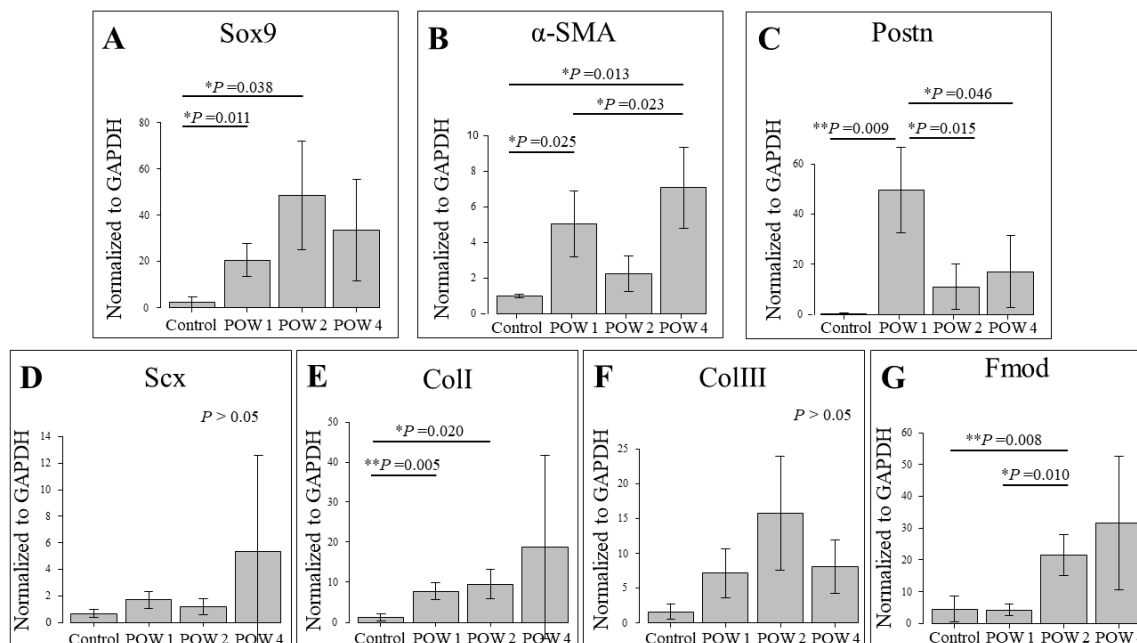 A
Sox9
*P =0.038
*P =0.011
Normalized to GAPDH
80
60
40
20
0
Control POW 1 POW 2 POW 4
B
α-SMA
*P =0.013
*P =0.023
*P =0.025
Normalized to GAPDH
10
8
6
4
2
0
Control POW 1 POW 2 POW 4
C
Postn
*P =0.046
**P =0.009 *P =0.015
Normalized to GAPDH
60
40
20
0
Control POW 1 POW 2 POW 4
D
Scx
P > 0.05
Normalized to GAPDH
14
12
10
8
6
4
2
0
Control POW 1 POW 2 POW 4
E
ColI
*P =0.020
**P =0.005
Normalized to GAPDH
50
40
30
20
10
0
Control POW 1 POW 2 POW 4
F
ColIII
P > 0.05
Normalized to GAPDH
25
20
15
10
5
0
Control POW 1 POW 2 POW 4
G
Fmod
**P =0.008
*P =0.010
Normalized to GAPDH
60
50
40
30
20
10
0
Control POW 1 POW 2 POW